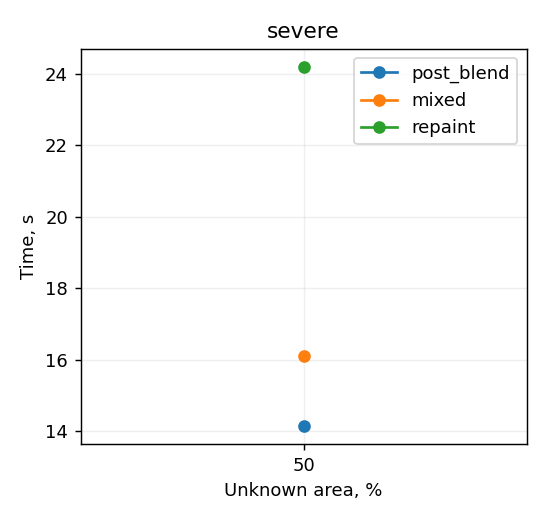 severe
post_blend
mixed
repaint
24
22
20
18
16
14
Time, s
50
Unknown area, %